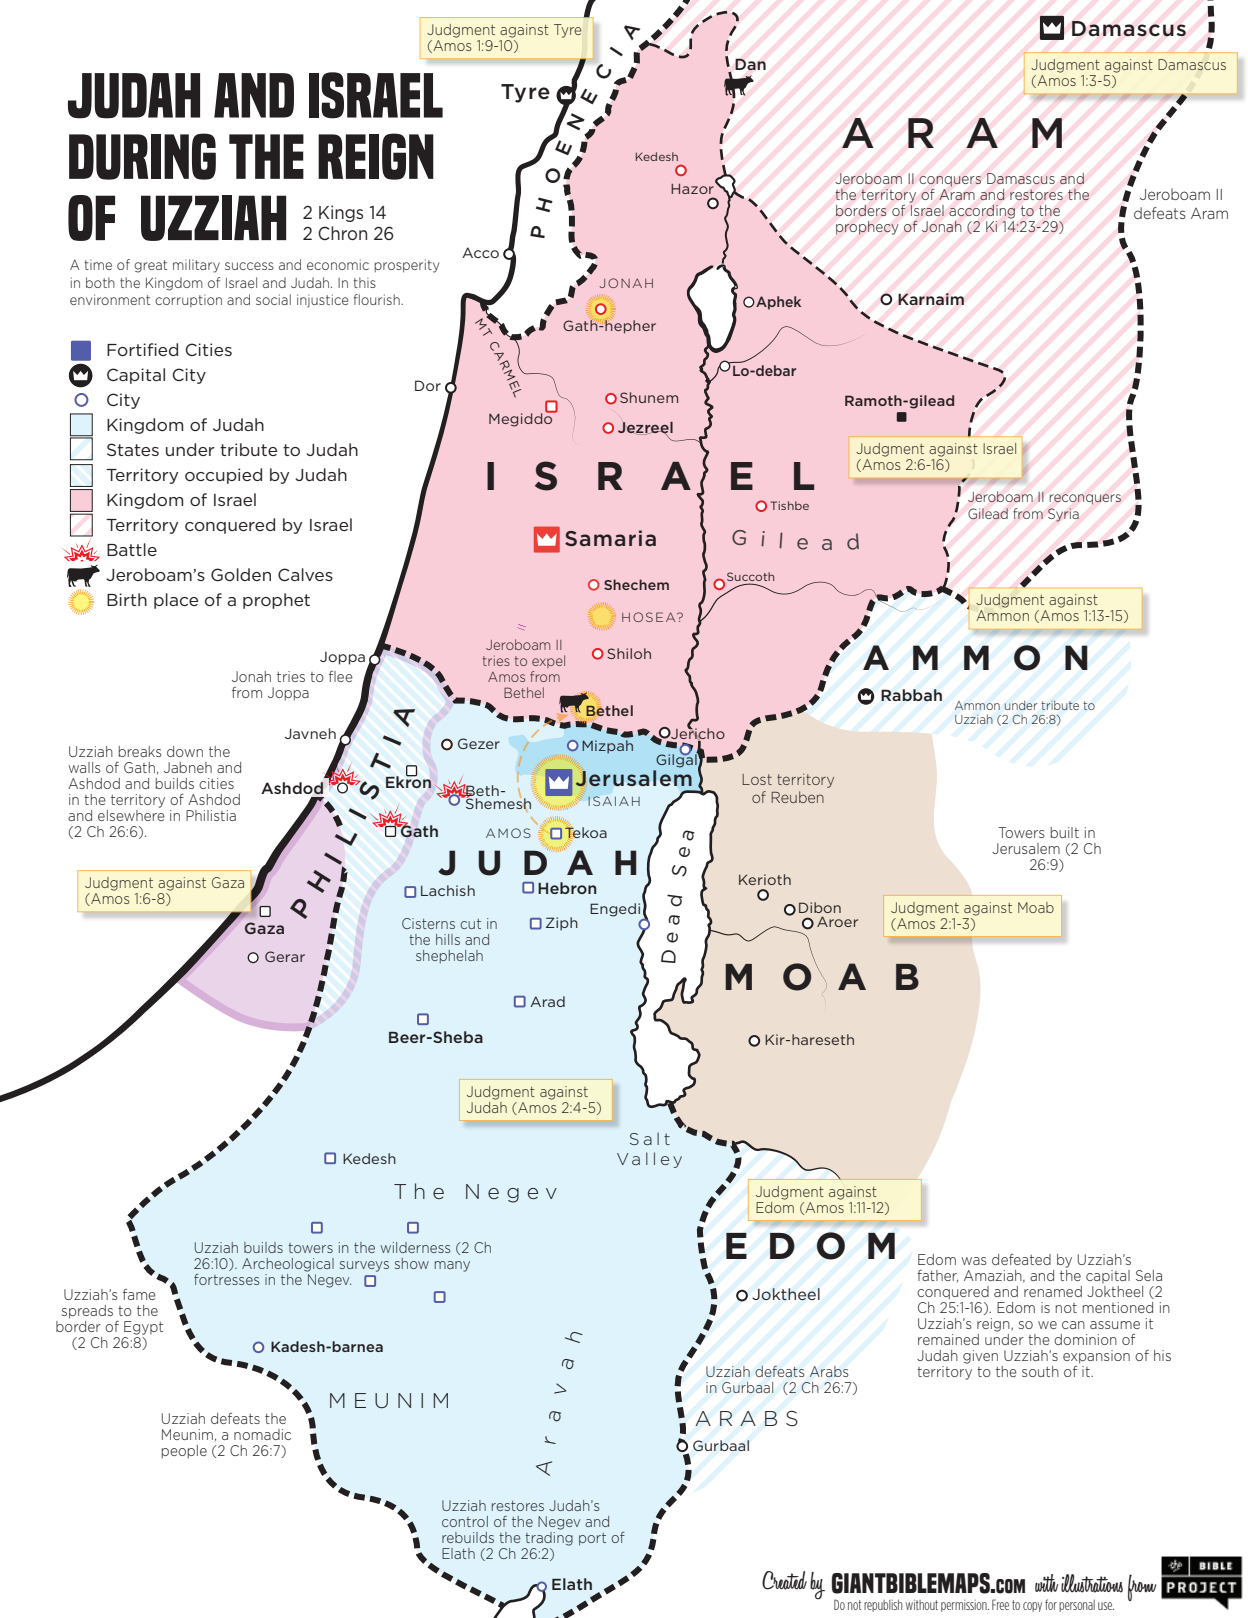 JUDAH AND ISRAEL
DURING THE REIGN
OF UZZIAH
2 Kings 14
2 Chron 26
A time of great military success and economic prosperity
in both the Kingdom of Israel and Judah. In this
environment corruption and social injustice flourish.
Fortified Cities
Capital City
City
Kingdom of Judah
States under tribute to Judah
Territory occupied by Judah
Kingdom of Israel
Territory conquered by Israel
Battle
Jeroboam's Golden Calves
Birth place of a prophet
Judgment against Tyre
(Amos 1:9-10)
Tyre
PHOENECIA
Dan
Damascus
Judgment against Damascus
(Amos 1:3-5)
ARAM
Jeroboam II conquers Damascus and
the territory of Aram and restores the
borders of Israel according to the
prophecy of Jonah (2 Ki 14:23-29)
Jeroboam II
defeats Aram
Kedesh
Hazor
Acco
JONAH
Gath-hepher
Aphek
Karnaim
MT CARMEL
Lo-debar
Dor
Shunem
Megiddo
Jezreel
Ramoth-gilead
Judgment against Israel
(Amos 2:6-16)
ISRAEL
Jeroboam II reconquers
Gilead from Syria
Tishbe
Samaria
Gilead
Shechem
Succoth
HOSEA?
Judgment against
Ammon (Amos 1:13-15)
Jeroboam II
tries to expel
Amos from
Bethel
Shiloh
AMMON
Rabbah
Ammon under tribute to
Uzziah (2 Ch 26:8)
Joppa
Jonah tries to flee
from Joppa
Bethel
Javneh
Gezer
Mizpah
Jericho
Gilgal
Uzziah breaks down the
walls of Gath, Jabneh and
Ashdod and builds cities
in the territory of Ashdod
and elsewhere in Philistia
(2 Ch 26:6).
Ashdod
Ekron
PHILISTIA
Beth-
Shemesh
Jerusalem
ISAIAH
Lost territory
of Reuben
Gath
AMOS
Tekoa
JUDAH
Dead Sea
Towers built in
Jerusalem (2 Ch
26:9)
Judgment against Gaza
(Amos 1:6-8)
Gaza
Gerar
Lachish
Hebron
Engedi
Ziph
Cisterns cut in
the hills and
shephelah
Kerioth
Dibon
Aroer
Judgment against Moab
(Amos 2:1-3)
MOAB
Arad
Beer-Sheba
Kir-hareseth
Judgment against
Judah (Amos 2:4-5)
Salt
Valley
Kedesh
The Negev
Judgment against
Edom (Amos 1:11-12)
EDOM
Uzziah builds towers in the wilderness (2 Ch
26:10). Archeological surveys show many
fortresses in the Negev.
Edom was defeated by Uzziah's
father, Amaziah, and the capital Sela
conquered and renamed Joktheel (2
Ch 25:1-16). Edom is not mentioned in
Uzziah's reign, so we can assume it
remained under the dominion of
Judah given Uzziah's expansion of his
territory to the south of it.
Joktheel
Uzziah's fame
spreads to the
border of Egypt
(2 Ch 26:8)
Kadesh-barnea
Aravah
Uzziah defeats Arabs
in Gurbaal (2 Ch 26:7)
MEUNIM
ARABS
Uzziah defeats the
Meunim, a nomadic
people (2 Ch 26:7)
Gurbaal
Uzziah restores Judah's
control of the Negev and
rebuilds the trading port of
Elath (2 Ch 26:2)
Elath
Created by GIANTBIBLEMAPS.COM with illustrations from
the BIBLE
PROJECT
Do not republish without permission. Free to copy for personal use.